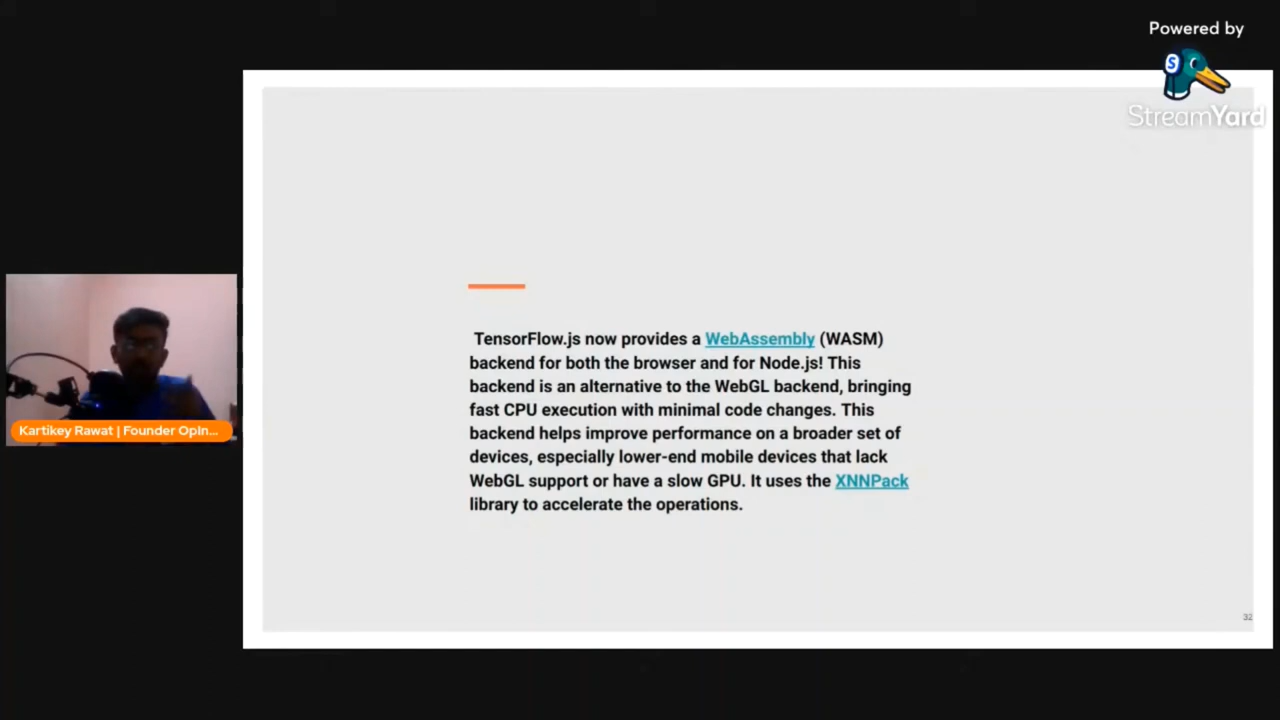 Powered by
StreamYard
TensorFlow.js now provides a WebAssembly (WASM)
backend for both the browser and for Node.js! This
backend is an alternative to the WebGL backend, bringing
fast CPU execution with minimal code changes. This
backend helps improve performance on a broader set of
devices, especially lower-end mobile devices that lack
WebGL support or have a slow GPU. It uses the XNNPack
library to accelerate the operations.
Kartikey Rawat | Founder OpIn...
32